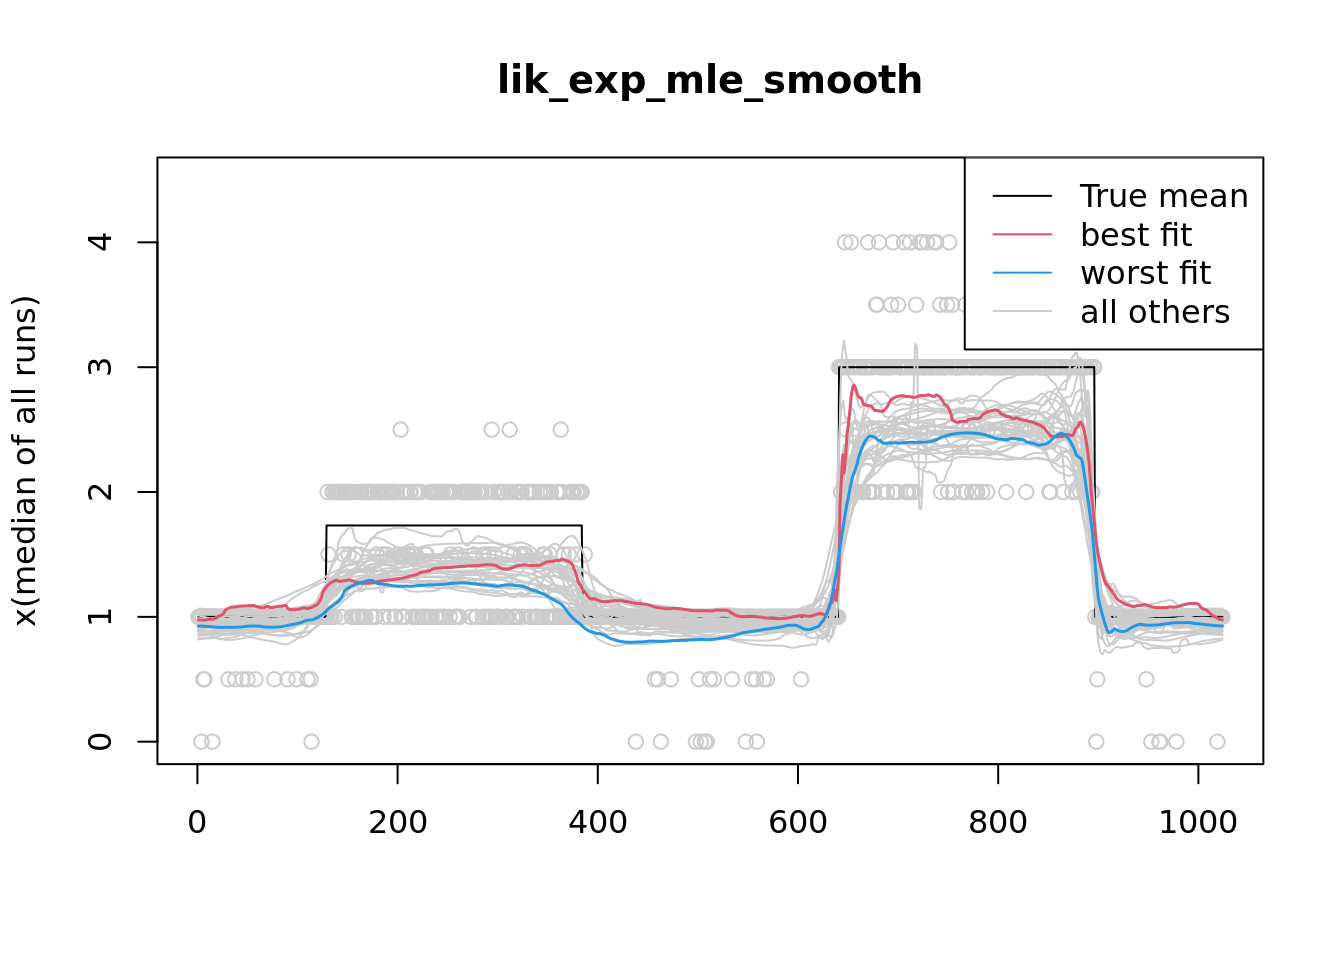 lik_exp_mle_smooth
x(median of all runs)
4
3
2
1
0
True mean
best fit
worst fit
all others
0 200 400 600 800 1000